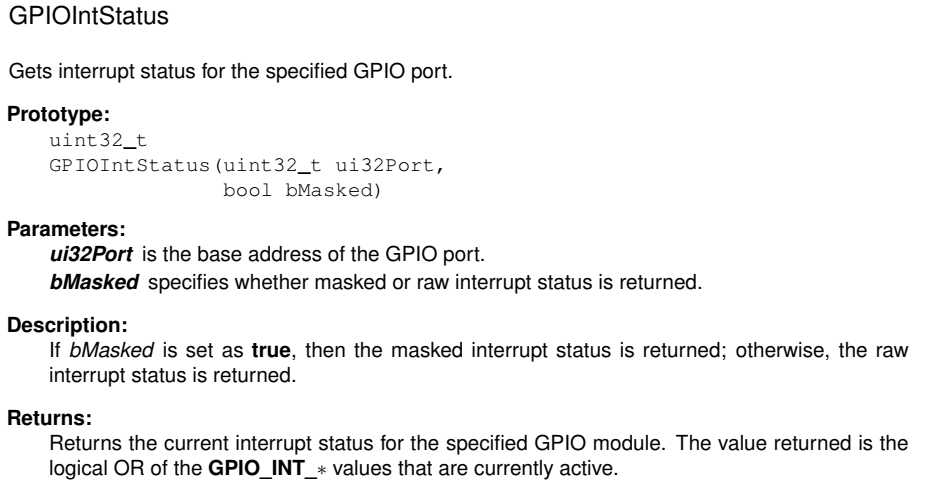 GPIOIntStatus
Gets interrupt status for the specified GPIO port.
Prototype:
uint32_t
GPIOIntStatus(uint32_t ui32Port,
bool bMasked)
Parameters:
ui32Port is the base address of the GPIO port.
bMasked specifies whether masked or raw interrupt status is returned.
Description:
If bMasked is set as true, then the masked interrupt status is returned; otherwise, the raw
interrupt status is returned.
Returns:
Returns the current interrupt status for the specified GPIO module. The value returned is the
logical OR of the GPIO_INT_∗ values that are currently active.